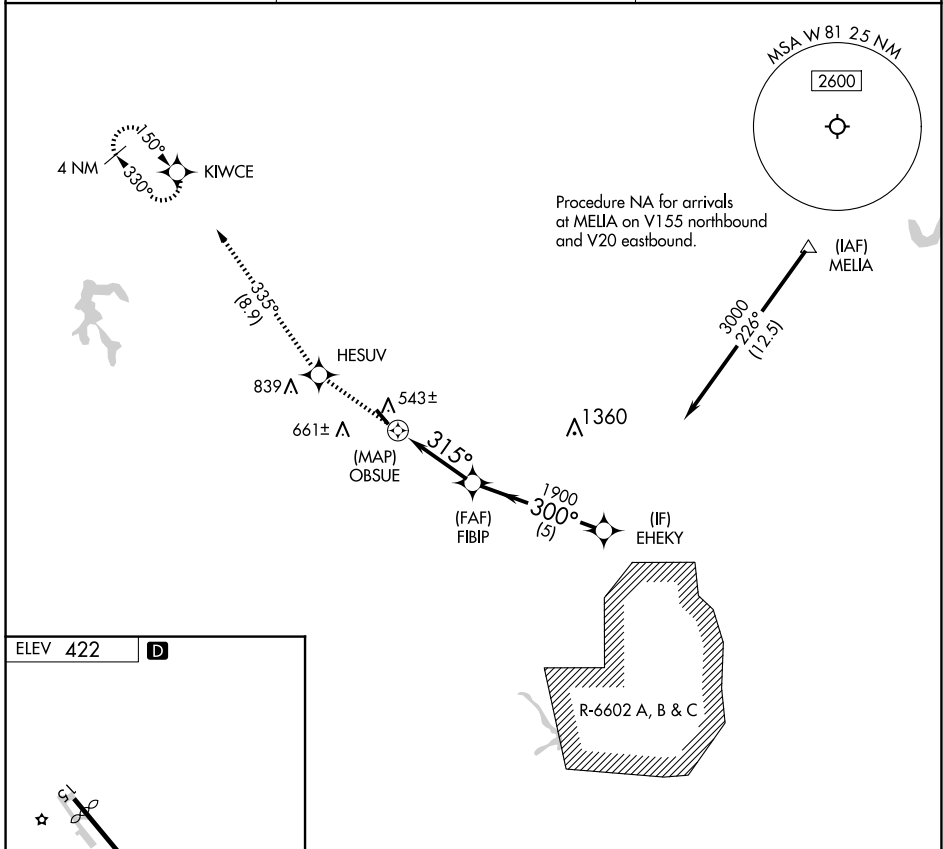 MSA W 81 25 NM
2600
150°
4 NM
330°
KIWCE
Procedure NA for arrivals
at MELIA on V155 northbound
and V20 eastbound.
(IAF)
MELIA
3000
226°
(12.5)
335°
(8.9)
HESUV
839
543±
661±
1360
(MAP)
OBSUE
315°
(FAF)
FIBIP
1900
300°
(5)
(IF)
EHEKY
R-6602 A, B & C
ELEV 422
D
15